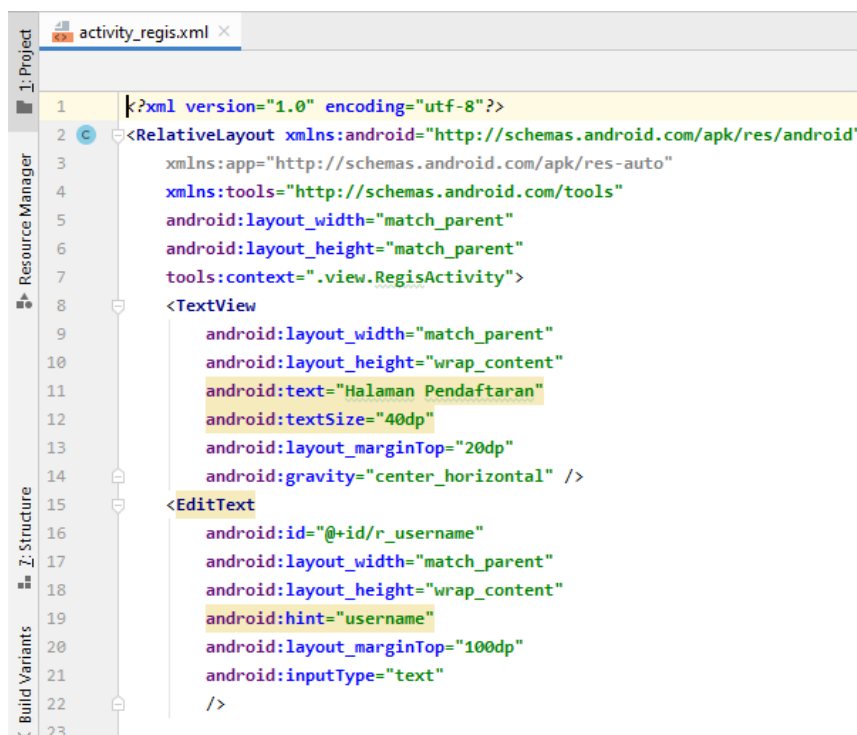 activity_regis.xml
1: Project
Resource Manager
7: Structure
Build Variants
1 <?xml version="1.0" encoding="utf-8"?>
2 C <RelativeLayout xmlns:android="http://schemas.android.com/apk/res/android"
3 xmlns:app="http://schemas.android.com/apk/res-auto"
4 xmlns:tools="http://schemas.android.com/tools"
5 android:layout_width="match_parent"
6 android:layout_height="match_parent"
7 tools:context=".view.RegisActivity">
8 <TextView
9 android:layout_width="match_parent"
10 android:layout_height="wrap_content"
11 android:text="Halaman Pendaftaran"
12 android:textSize="40dp"
13 android:layout_marginTop="20dp"
14 android:gravity="center_horizontal" />
15 <EditText
16 android:id="@+id/r_username"
17 android:layout_width="match_parent"
18 android:layout_height="wrap_content"
19 android:hint="username"
20 android:layout_marginTop="100dp"
21 android:inputType="text"
22 />
23